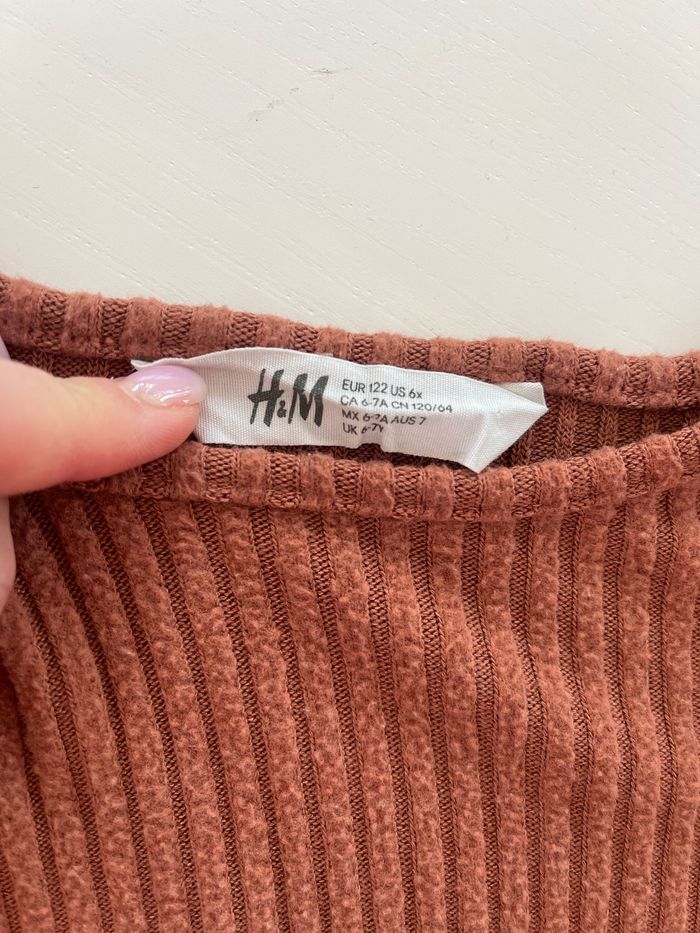 H&M
EUR 122 US 6x
CA 6-7A CN 120/64
MX 6-7A AUS 7
UK 6-7Y